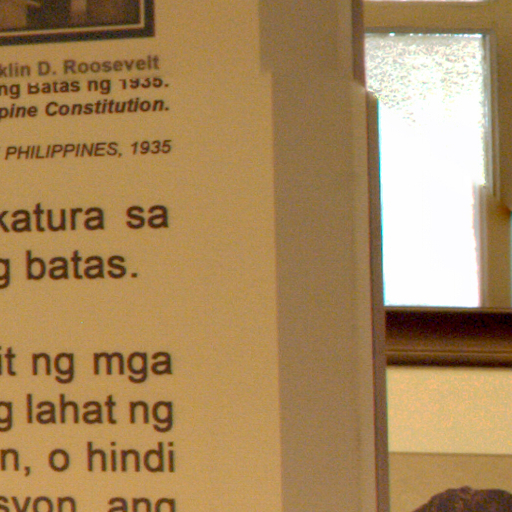 klin D. Roosevelt
ng Batas ng 1935.
pine Constitution.
PHILIPPINES, 1935
katura sa
g batas.
it ng mga
g lahat ng
n, o hindi
syon, ang